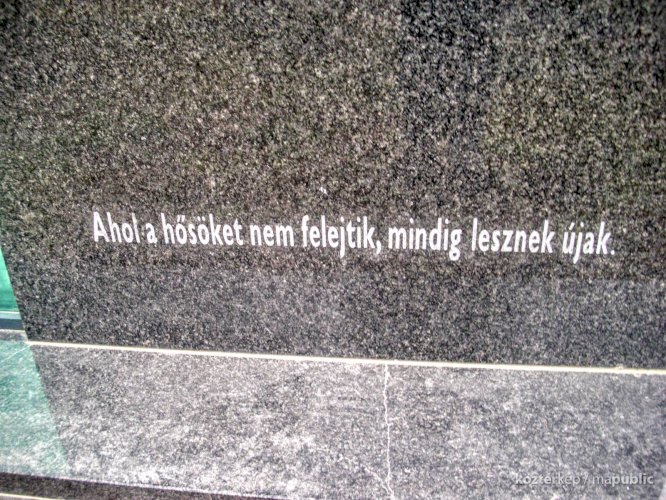 Ahol a hősöket nem felejtik, mindig lesznek újak.
köztérkép / mapublic